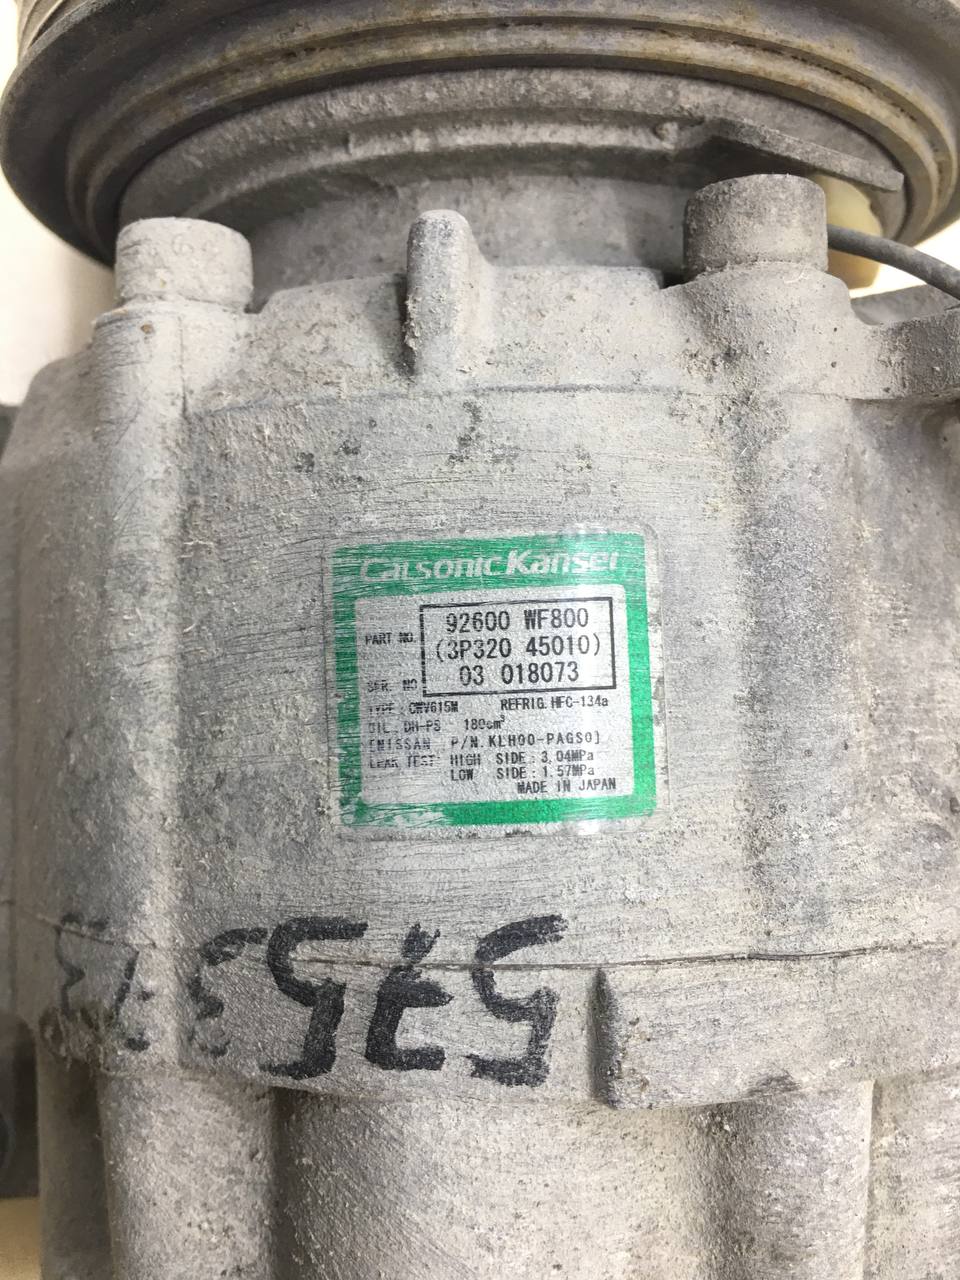 CalsonicKansei
PART NO. 92600 WF800
(3P320 45010)
SER. NO 03 018073
TYPE: CWV615M REFRIG. HFC-134a
OIL. DH-PS 180cm³
[NISSAN P/N. KLH00-PAGS0]
LEAK TEST: HIGH SIDE: 3.04MPa
LOW SIDE: 1.57MPa
MADE IN JAPAN